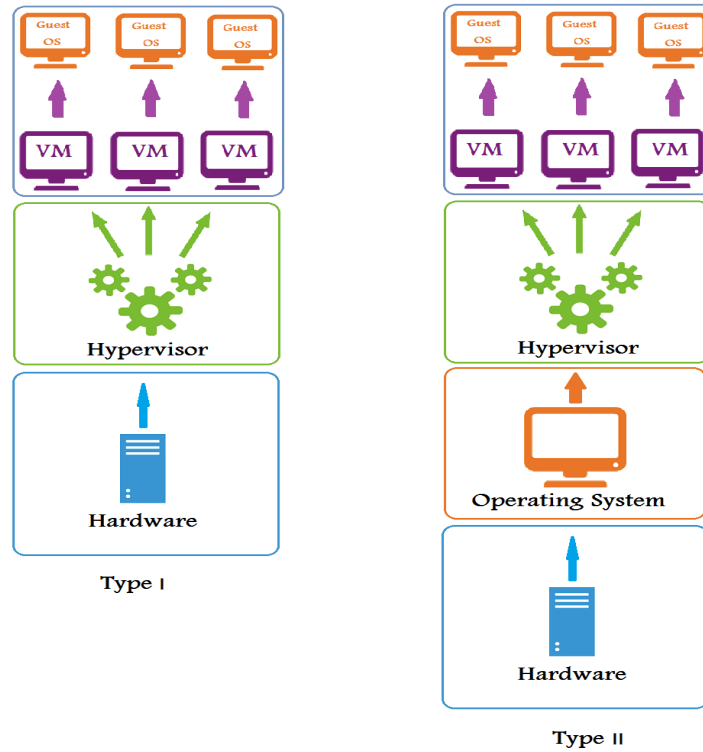 Guest
OS
Guest
OS
Guest
OS
VM
VM
VM
Hypervisor
Hardware
Type I
Guest
OS
Guest
OS
Guest
OS
VM
VM
VM
Hypervisor
Operating System
Hardware
Type II